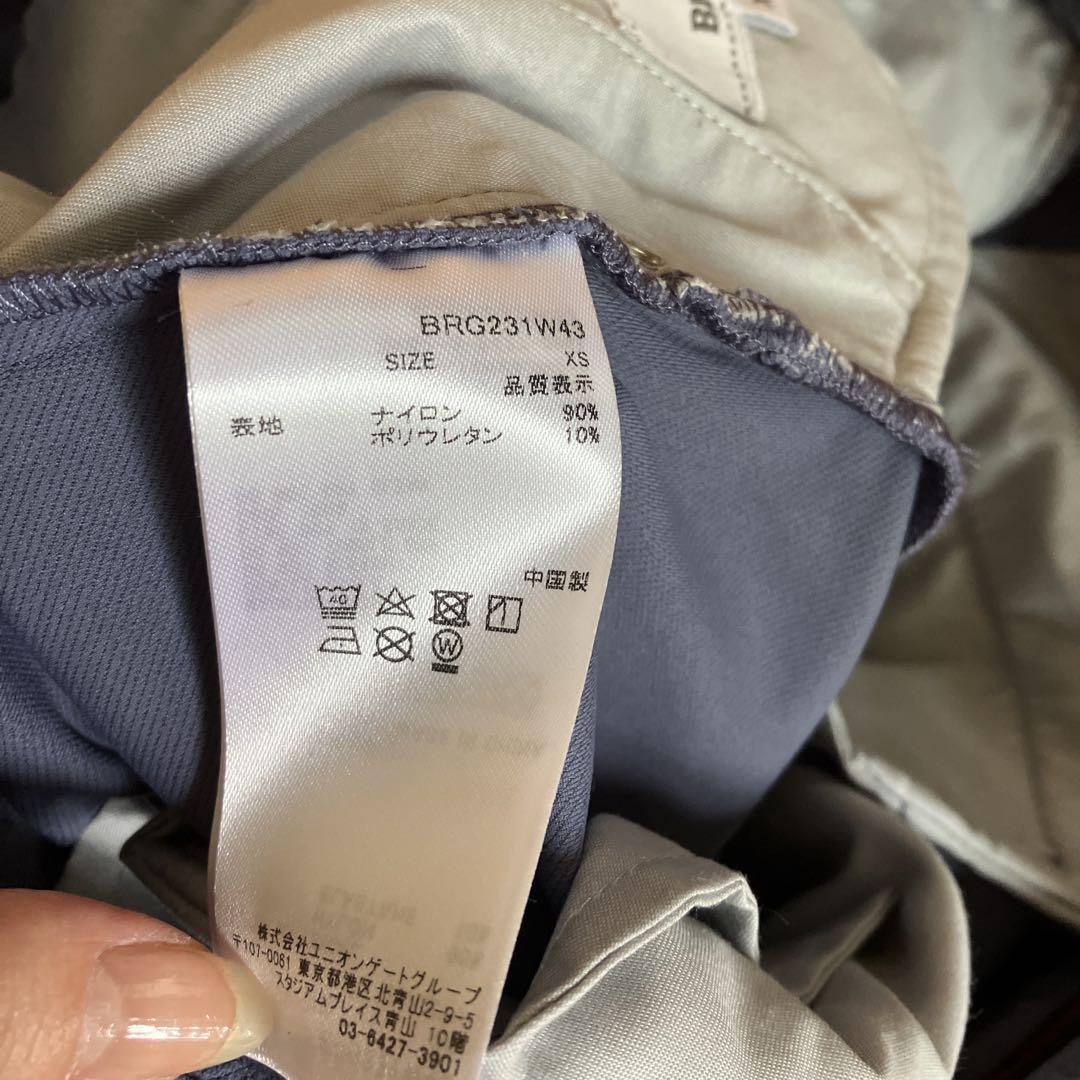 BRG231W43
SIZE XS
品質表示
表地 ナイロン 90%
ポリウレタン 10%
中国製
40
W
株式会社ユニオンゲートグループ
〒107-0061 東京都港区北青山2-9-5
スタジアムプレイス青山 10階
03-6427-3901